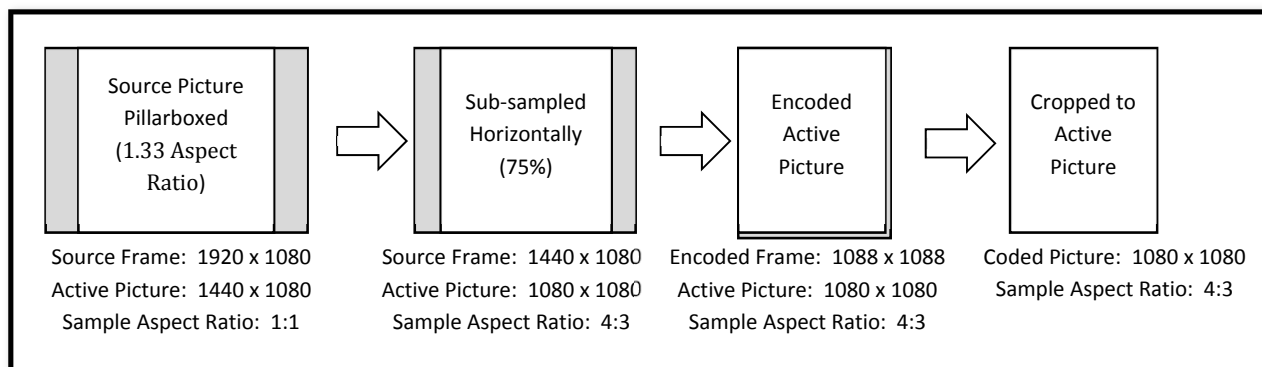 Source Picture
Pillarboxed
(1.33 Aspect
Ratio)
Sub-sampled
Horizontally
(75%)
Encoded
Active
Picture
Cropped to
Active
Picture
Source Frame: 1920 x 1080
Active Picture: 1440 x 1080
Sample Aspect Ratio: 1:1
Source Frame: 1440 x 1080
Active Picture: 1080 x 1080
Sample Aspect Ratio: 4:3
Encoded Frame: 1088 x 1088
Active Picture: 1080 x 1080
Sample Aspect Ratio: 4:3
Coded Picture: 1080 x 1080
Sample Aspect Ratio: 4:3